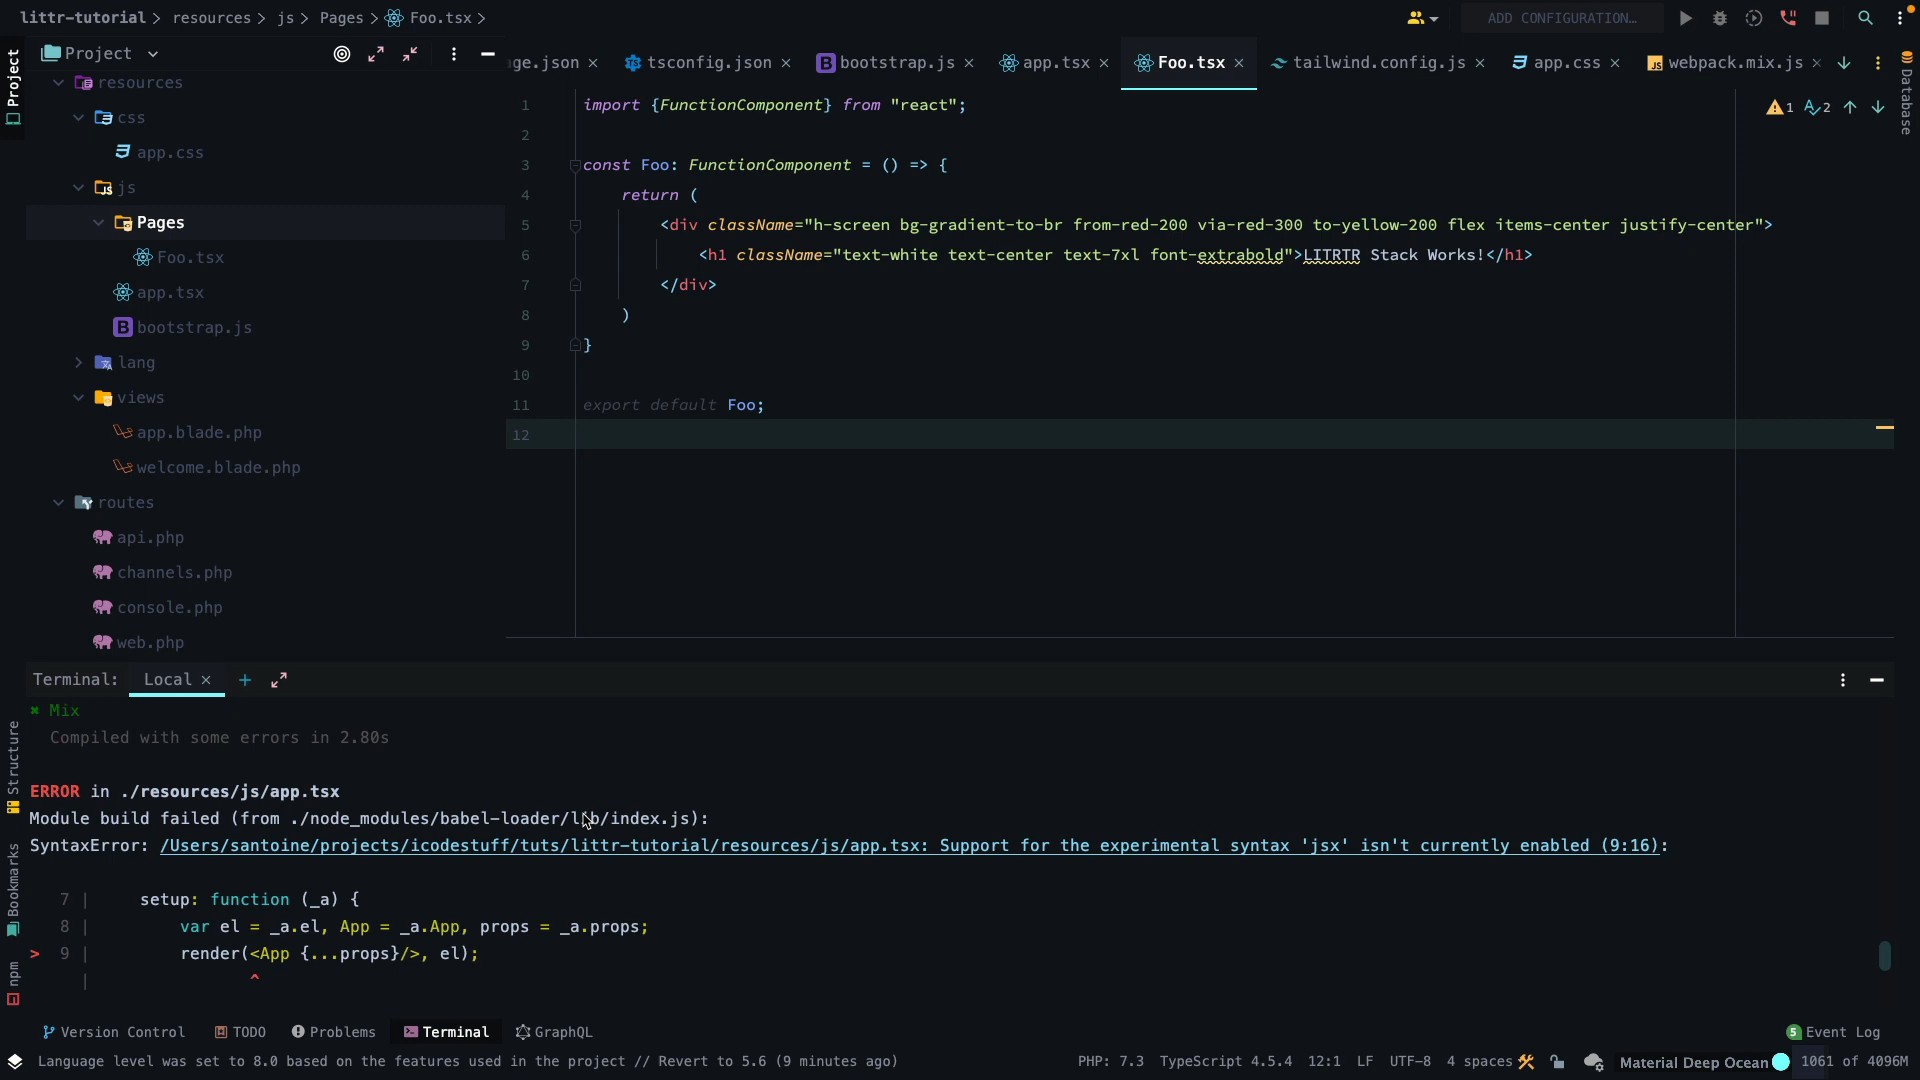 littr-tutorial > resources > js > Pages > Foo.tsx >
ADD CONFIGURATION...
Project
ge.json
tsconfig.json
bootstrap.js
app.tsx
Foo.tsx
tailwind.config.js
app.css
webpack.mix.js
Project
Database
resources
css
app.css
js
Pages
Foo.tsx
app.tsx
bootstrap.js
lang
views
app.blade.php
welcome.blade.php
routes
api.php
channels.php
console.php
web.php
1 2
1 import {FunctionComponent} from "react";
2
3 const Foo: FunctionComponent = () => {
4 return (
5 <div className="h-screen bg-gradient-to-br from-red-200 via-red-300 to-yellow-200 flex items-center justify-center">
6 <h1 className="text-white text-center text-7xl font-extrabold">LITRTR Stack Works!</h1>
7 </div>
8 )
9 }
10
11 export default Foo;
12
Terminal: Local
Structure
Bookmarks
npm
✖ Mix
Compiled with some errors in 2.80s
ERROR in ./resources/js/app.tsx
Module build failed (from ./node_modules/babel-loader/lib/index.js):
SyntaxError: /Users/santoine/projects/icodestuff/tuts/littr-tutorial/resources/js/app.tsx: Support for the experimental syntax 'jsx' isn't currently enabled (9:16):
7 | setup: function (_a) {
8 | var el = _a.el, App = _a.App, props = _a.props;
> 9 | render(<App {...props}/>, el);
| ^
Version Control
TODO
Problems
Terminal
GraphQL
5 Event Log
Language level was set to 8.0 based on the features used in the project // Revert to 5.6 (9 minutes ago)
PHP: 7.3 TypeScript 4.5.4 12:1 LF UTF-8 4 spaces Material Deep Ocean 1061 of 4096M